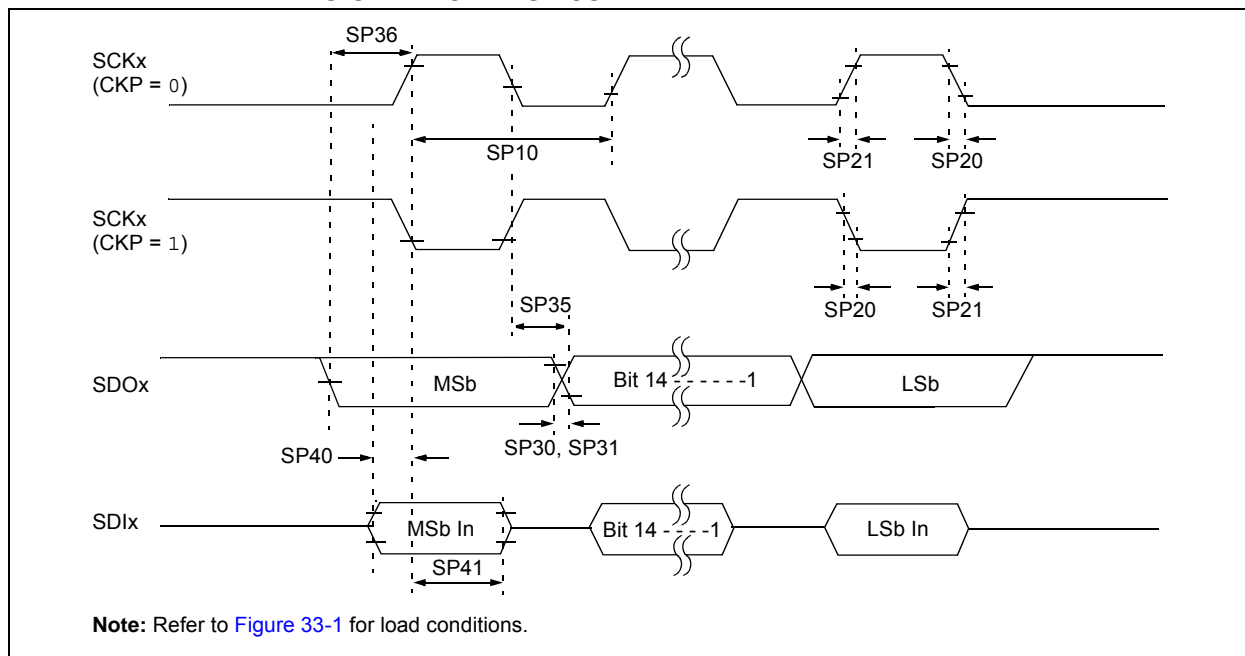 SP36
SCKx
(CKP = 0)
SP10
SP21
SP20
SCKx
(CKP = 1)
SP35
SP20
SP21
SDOx
MSb
Bit 14 - - - - - -1
LSb
SP40
SP30, SP31
SDIx
MSb In
Bit 14 - - - -1
LSb In
SP41
Note: Refer to Figure 33-1 for load conditions.